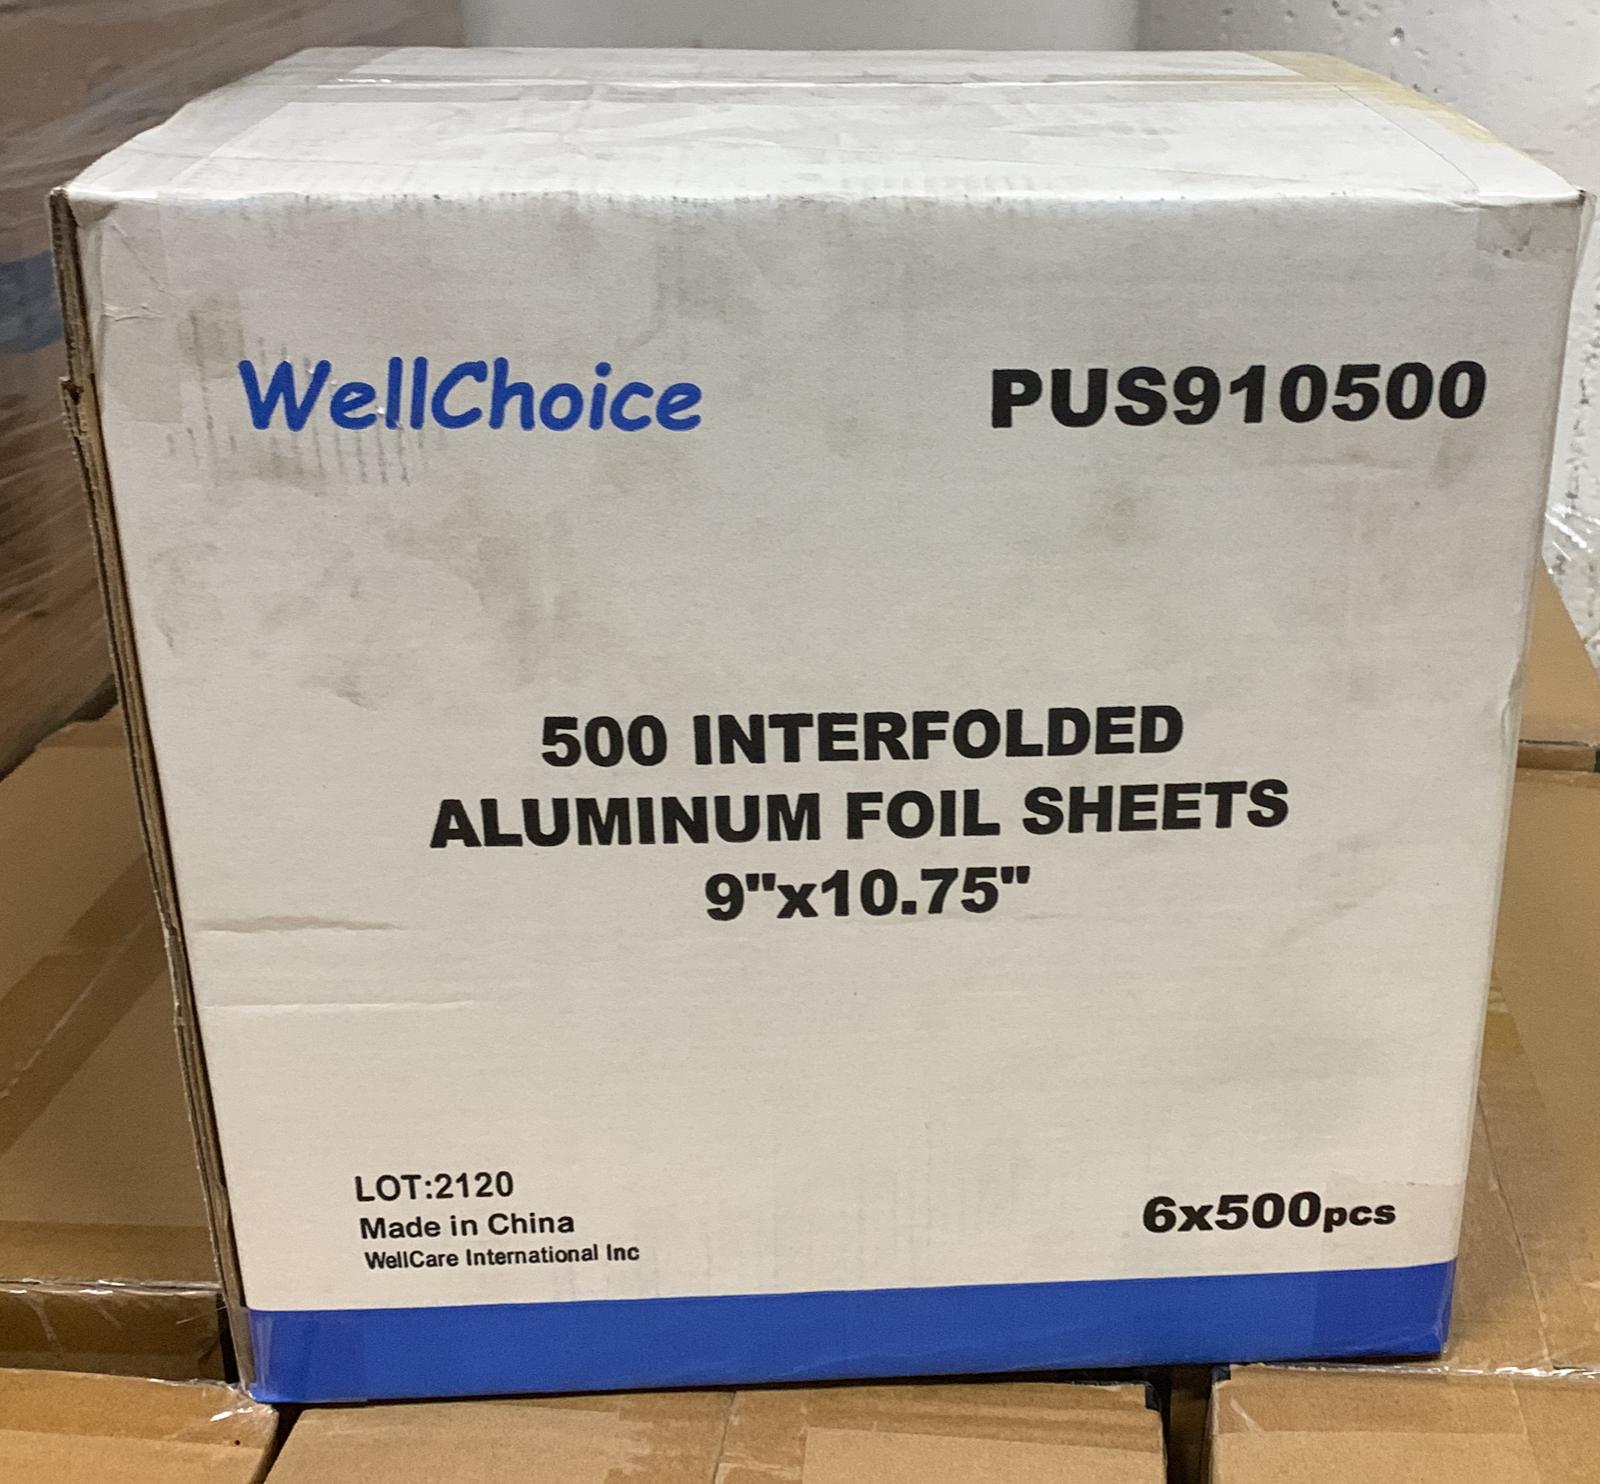 WellChoice
PUS910500
500 INTERFOLDED
ALUMINUM FOIL SHEETS
9"x10.75"
LOT:2120
Made in China
WellCare International Inc
6x500pcs